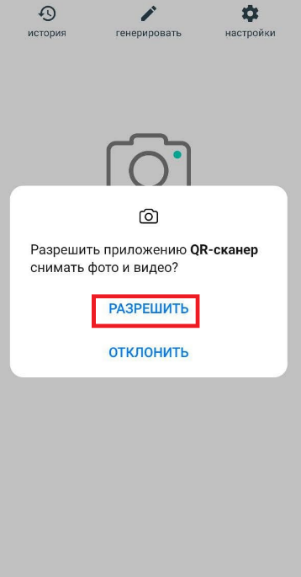 история генерировать настройки
Разрешить приложению QR-сканер
снимать фото и видео?
РАЗРЕШИТЬ
ОТКЛОНИТЬ